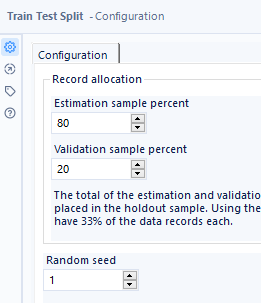 Train Test Split - Configuration
Configuration
Record allocation
Estimation sample percent
80
Validation sample percent
20
The total of the estimation and validatio
placed in the holdout sample. Using the
have 33% of the data records each.
Random seed
1